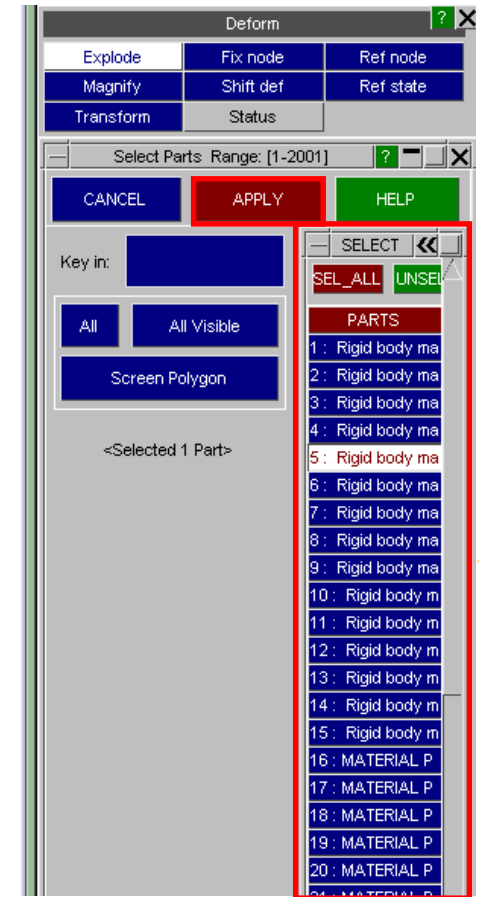 Deform ?
Explode Fix node Ref node
Magnify Shift def Ref state
Transform Status
Select Parts Range: [1-2001] ?
CANCEL APPLY HELP
SELECT
Key in:
SEL_ALL UNSEL
All All Visible
PARTS
Screen Polygon
<Selected 1 Part>
1 : Rigid body ma
2 : Rigid body ma
3 : Rigid body ma
4 : Rigid body ma
5 : Rigid body ma
6 : Rigid body ma
7 : Rigid body ma
8 : Rigid body ma
9 : Rigid body ma
10 : Rigid body m
11 : Rigid body m
12 : Rigid body m
13 : Rigid body m
14 : Rigid body m
15 : Rigid body m
16 : MATERIAL P
17 : MATERIAL P
18 : MATERIAL P
19 : MATERIAL P
20 : MATERIAL P
21 : MATERIAL P